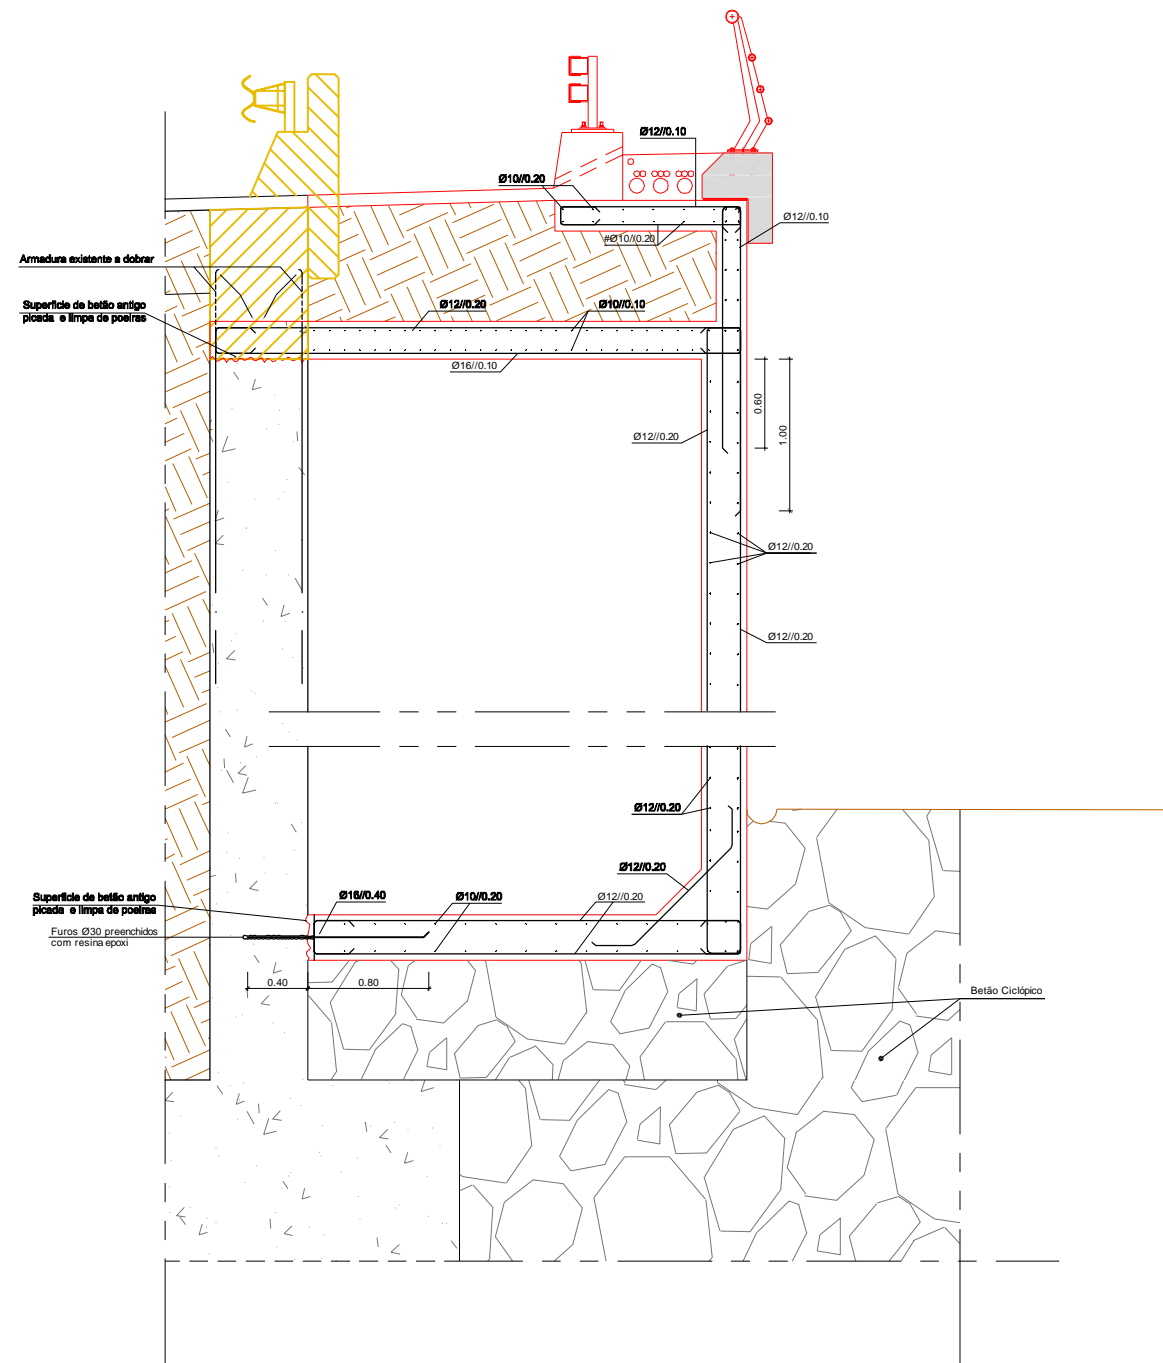 Ø12//0.10
Ø10//0.20
Ø12//0.10
#Ø10//0.20
Armadura existente a dobrar
Superfície de betão antigo
picada e limpa de poeiras
Ø12//0.20
Ø10//0.10
Ø16//0.10
0.60
1.00
Ø12//0.20
Ø12//0.20
Ø12//0.20
Ø12//0.20
Ø12//0.20
Superfície de betão antigo
picada e limpa de poeiras
Ø16//0.40
Ø10//0.20
Ø12//0.20
Furos Ø30 preenchidos
com resina epoxi
0.40
0.80
Betão Ciclópico